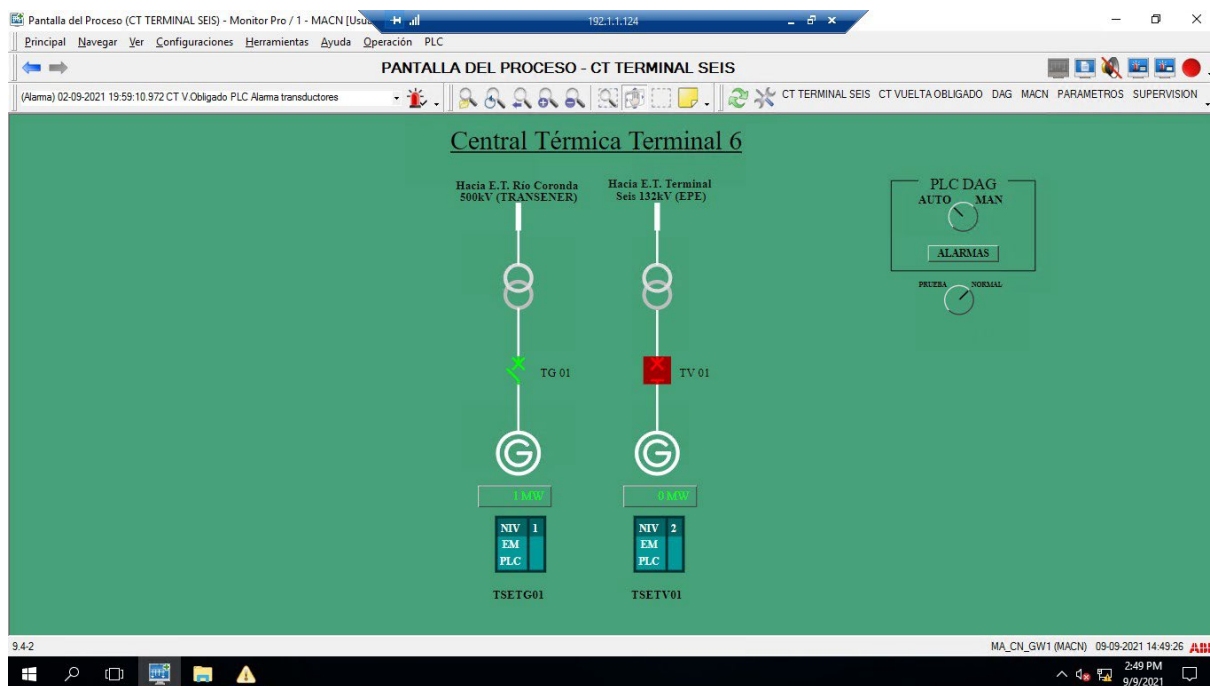 Pantalla del Proceso (CT TERMINAL SEIS) - Monitor Pro / 1 - MACN
192.1.1.124
Principal Navegar Ver Configuraciones Herramientas Ayuda Operación PLC
PANTALLA DEL PROCESO - CT TERMINAL SEIS
(Alarma) 02-09-2021 19:59:10.972 CT V.Obligado PLC Alarma transductores
CT TERMINAL SEIS CT VUELTA OBLIGADO DAG MACN PARAMETROS SUPERVISION
Central Térmica Terminal 6
Hacia E.T. Río Coronda
500kV (TRANSENER)
Hacia E.T. Terminal
Seis 132kV (EPE)
PLC DAG
AUTO MAN
ALARMAS
PRUEBA NORMAL
TG 01
TV 01
G
G
1 MW
0 MW
NIV 1
EM
PLC
NIV 2
EM
PLC
TSETG01
TSETV01
9.4-2
MA_CN_GW1 (MACN) 09-09-2021 14:49:26 ABB
2:49 PM
9/9/2021